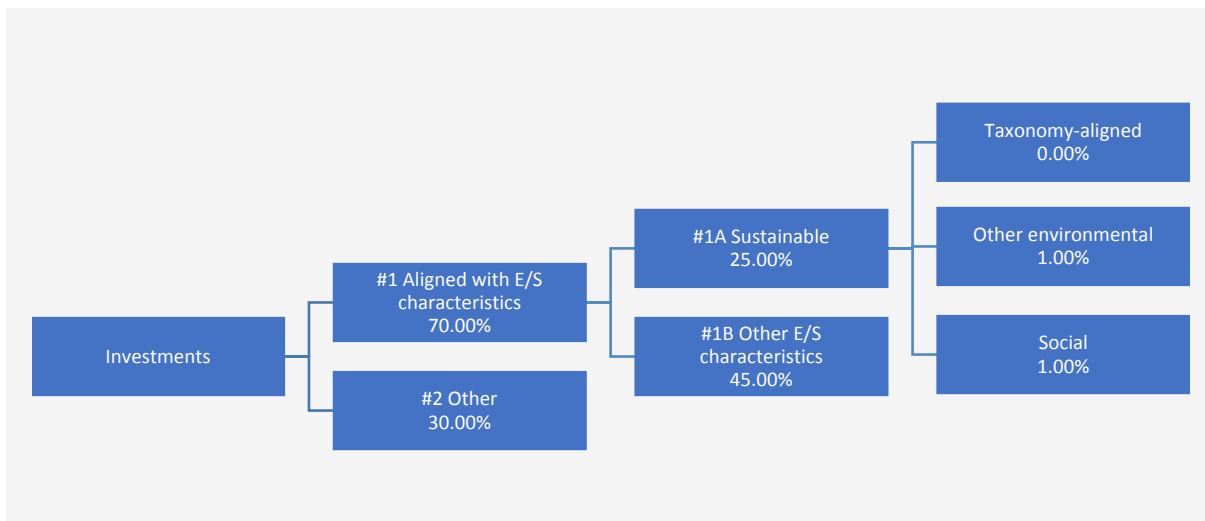 Investments
#1 Aligned with E/S
characteristics
70.00%
#2 Other
30.00%
#1A Sustainable
25.00%
#1B Other E/S
characteristics
45.00%
Taxonomy-aligned
0.00%
Other environmental
1.00%
Social
1.00%